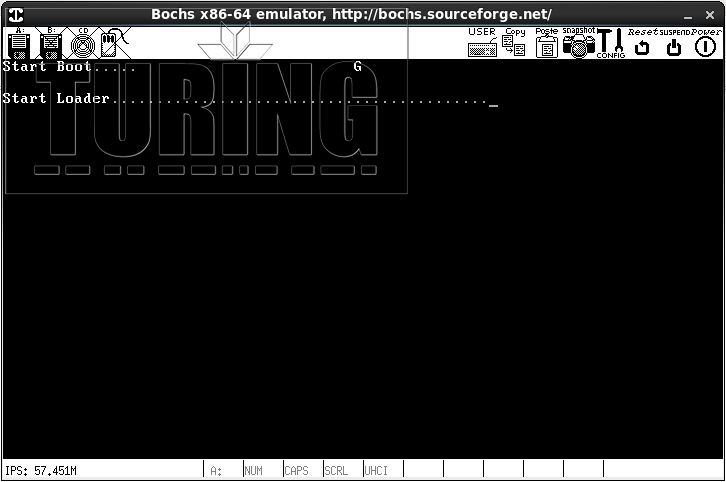 Bochs x86-64 emulator, http://bochs.sourceforge.net/
A: B: CD USER Copy Paste snapshot CONFIG Reset SUSPEND Power
Start Boot..... G
TURING
Start Loader..........................................
IPS: 57.451M A: NUM CAPS SCRL UHCI